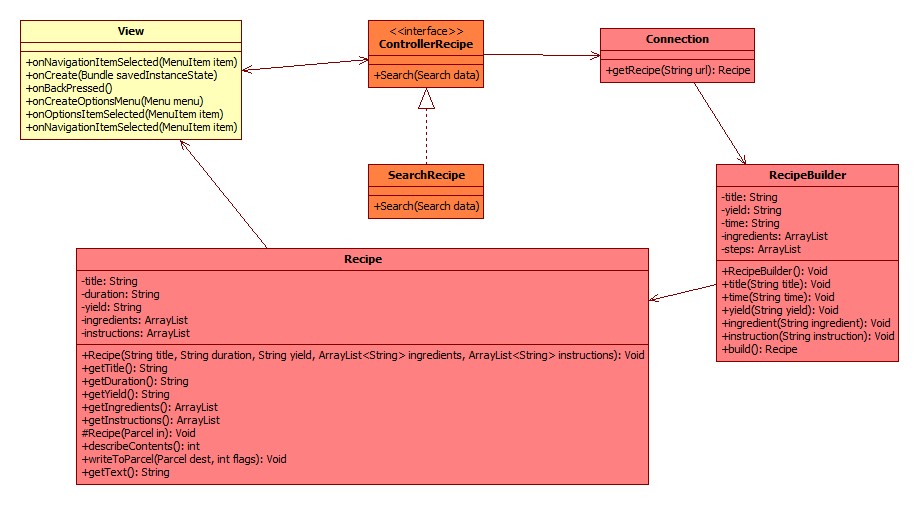 View
+onNavigationItemSelected(MenuItem item)
+onCreate(Bundle savedInstanceState)
+onBackPressed()
+onCreateOptionsMenu(Menu menu)
+onOptionsItemSelected(MenuItem item)
+onNavigationItemSelected(MenuItem item)
<<interface>>
ControllerRecipe
+Search(Search data)
Connection
+getRecipe(String url): Recipe
SearchRecipe
+Search(Search data)
RecipeBuilder
-title: String
-yield: String
-time: String
-ingredients: ArrayList
-steps: ArrayList
+RecipeBuilder(): Void
+title(String title): Void
+time(String time): Void
+yield(String yield): Void
+ingredient(String ingredient): Void
+instruction(String instruction): Void
+build(): Recipe
Recipe
-title: String
-duration: String
-yield: String
-ingredients: ArrayList
-instructions: ArrayList
+Recipe(String title, String duration, String yield, ArrayList<String> ingredients, ArrayList<String> instructions): Void
+getTitle(): String
+getDuration(): String
+getYield(): String
+getIngredients(): ArrayList
+getInstructions(): ArrayList
#Recipe(Parcel in): Void
+describeContents(): int
+writeToParcel(Parcel dest, int flags): Void
+getText(): String